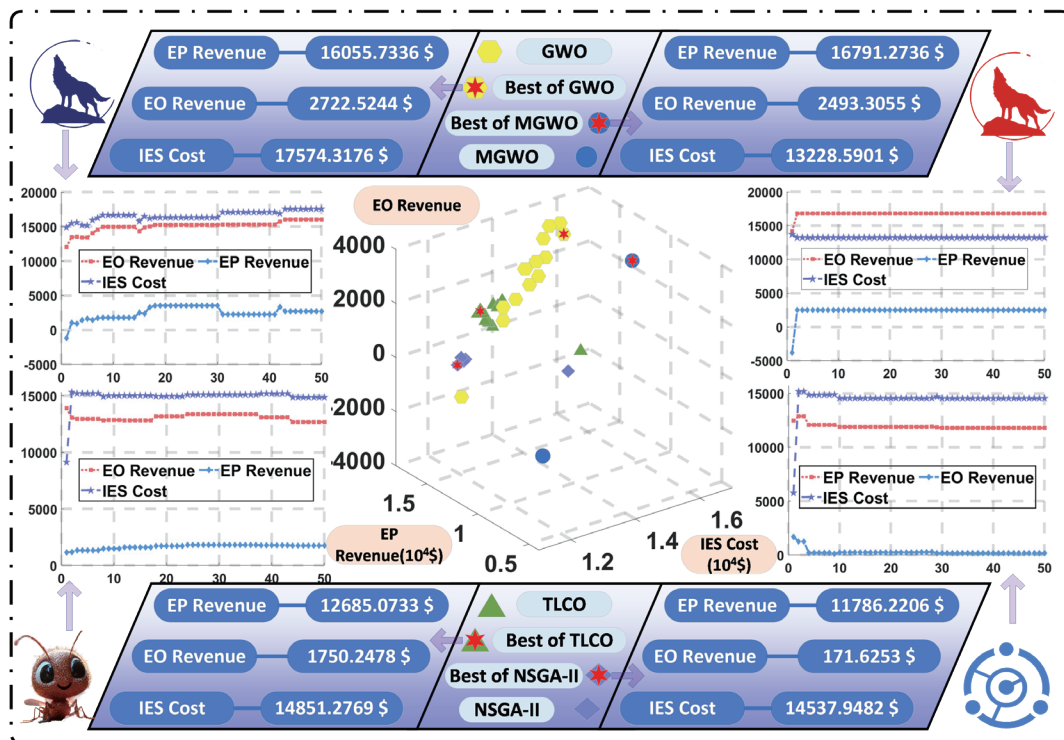 EP Revenue 16055.7336 $
EO Revenue 2722.5244 $
IES Cost 17574.3176 $
GWO
Best of GWO
Best of MGWO
MGWO
EP Revenue 16791.2736 $
EO Revenue 2493.3055 $
IES Cost 13228.5901 $
20000
15000
10000
5000
0
-5000
0 10 20 30 40 50
EO Revenue EP Revenue
IES Cost
15000
10000
5000
0
0 10 20 30 40 50
EO Revenue EP Revenue
IES Cost
EO Revenue
4000
2000
0
-2000
-4000
1.5
1
0.5
EP
Revenue(10⁴$)
1.2
1.4
1.6
IES Cost
(10⁴$)
20000
15000
10000
5000
0
-5000
0 10 20 30 40 50
EO Revenue EP Revenue
IES Cost
15000
10000
5000
0
0 10 20 30 40 50
EP Revenue EO Revenue
IES Cost
EP Revenue 12685.0733 $
EO Revenue 1750.2478 $
IES Cost 14851.2769 $
TLCO
Best of TLCO
Best of NSGA-II
NSGA-II
EP Revenue 11786.2206 $
EO Revenue 171.6253 $
IES Cost 14537.9482 $